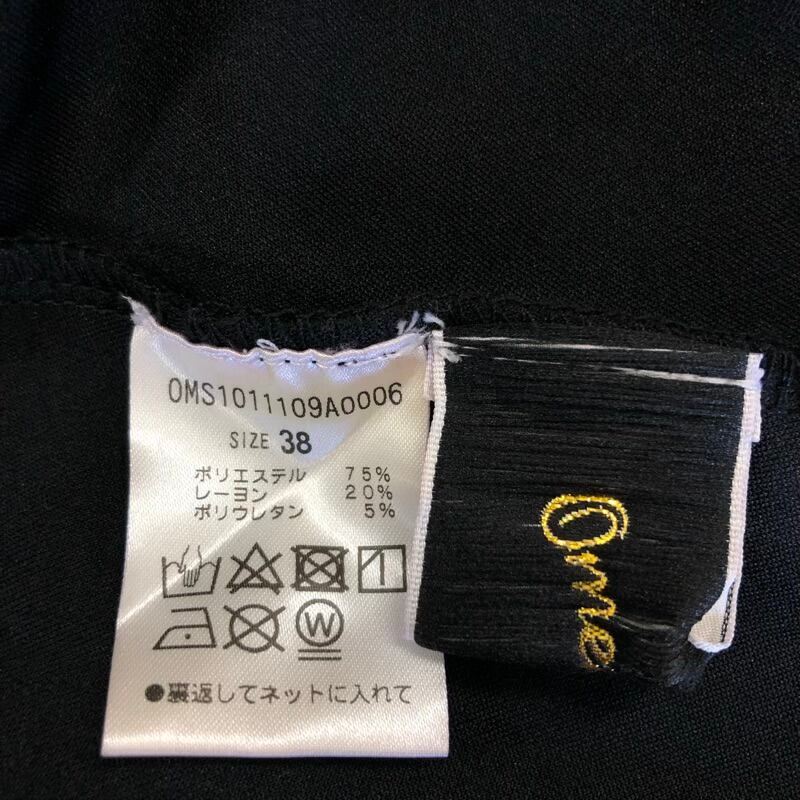 OMS1011109A0006
SIZE 38
ポリエステル 75%
レーヨン 20%
ポリウレタン 5%
W
●裏返してネットに入れて
Ome